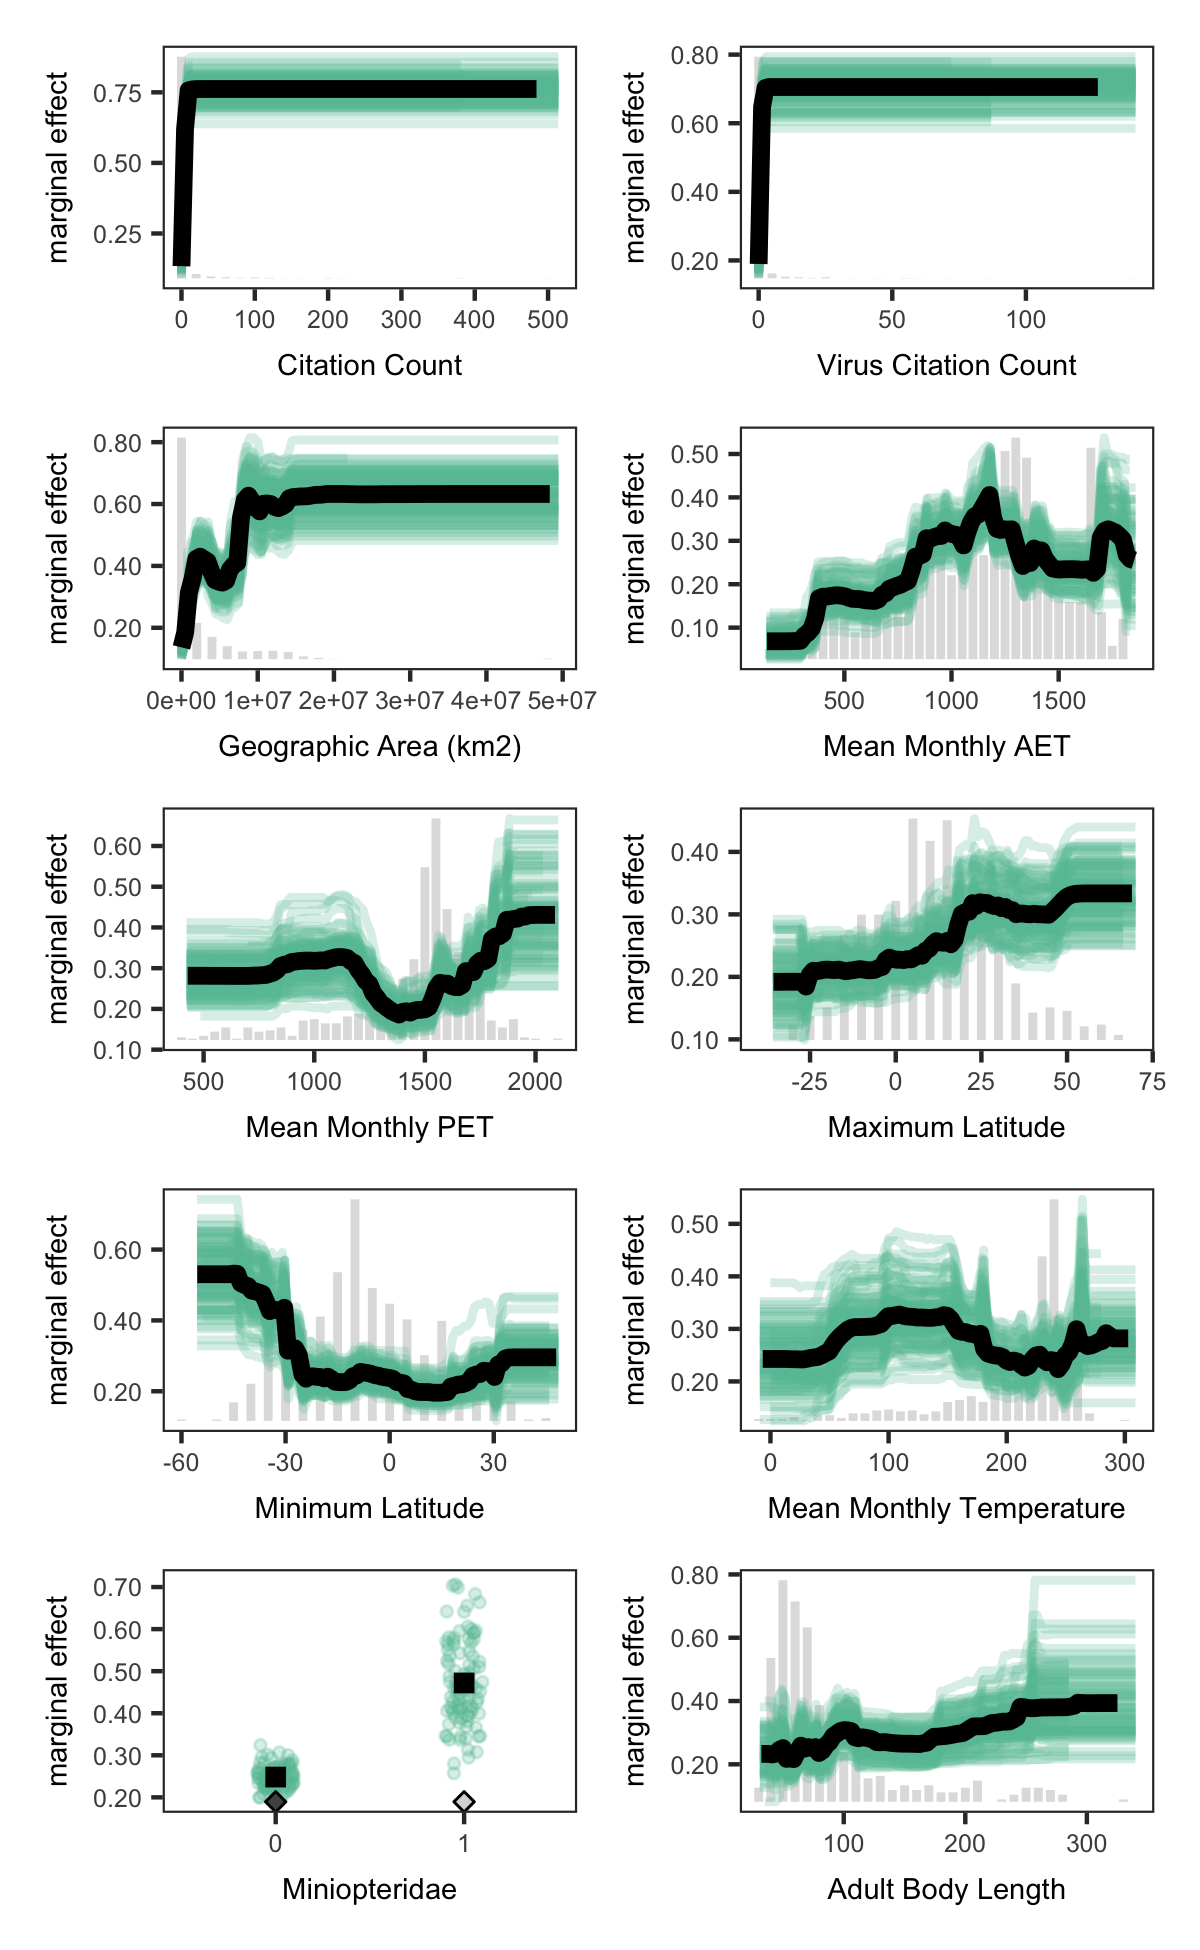 marginal effect
0.75
0.50
0.25
0 100 200 300 400 500
Citation Count
marginal effect
0.80
0.60
0.40
0.20
0 50 100
Virus Citation Count
marginal effect
0.80
0.60
0.40
0.20
0e+00 1e+07 2e+07 3e+07 4e+07 5e+07
Geographic Area (km2)
marginal effect
0.50
0.40
0.30
0.20
0.10
500 1000 1500
Mean Monthly AET
marginal effect
0.60
0.50
0.40
0.30
0.20
0.10
500 1000 1500 2000
Mean Monthly PET
marginal effect
0.40
0.30
0.20
0.10
-25 0 25 50 75
Maximum Latitude
marginal effect
0.60
0.40
0.20
-60 -30 0 30
Minimum Latitude
marginal effect
0.50
0.40
0.30
0.20
0 100 200 300
Mean Monthly Temperature
marginal effect
0.70
0.60
0.50
0.40
0.30
0.20
0 1
Miniopteridae
marginal effect
0.80
0.60
0.40
0.20
100 200 300
Adult Body Length